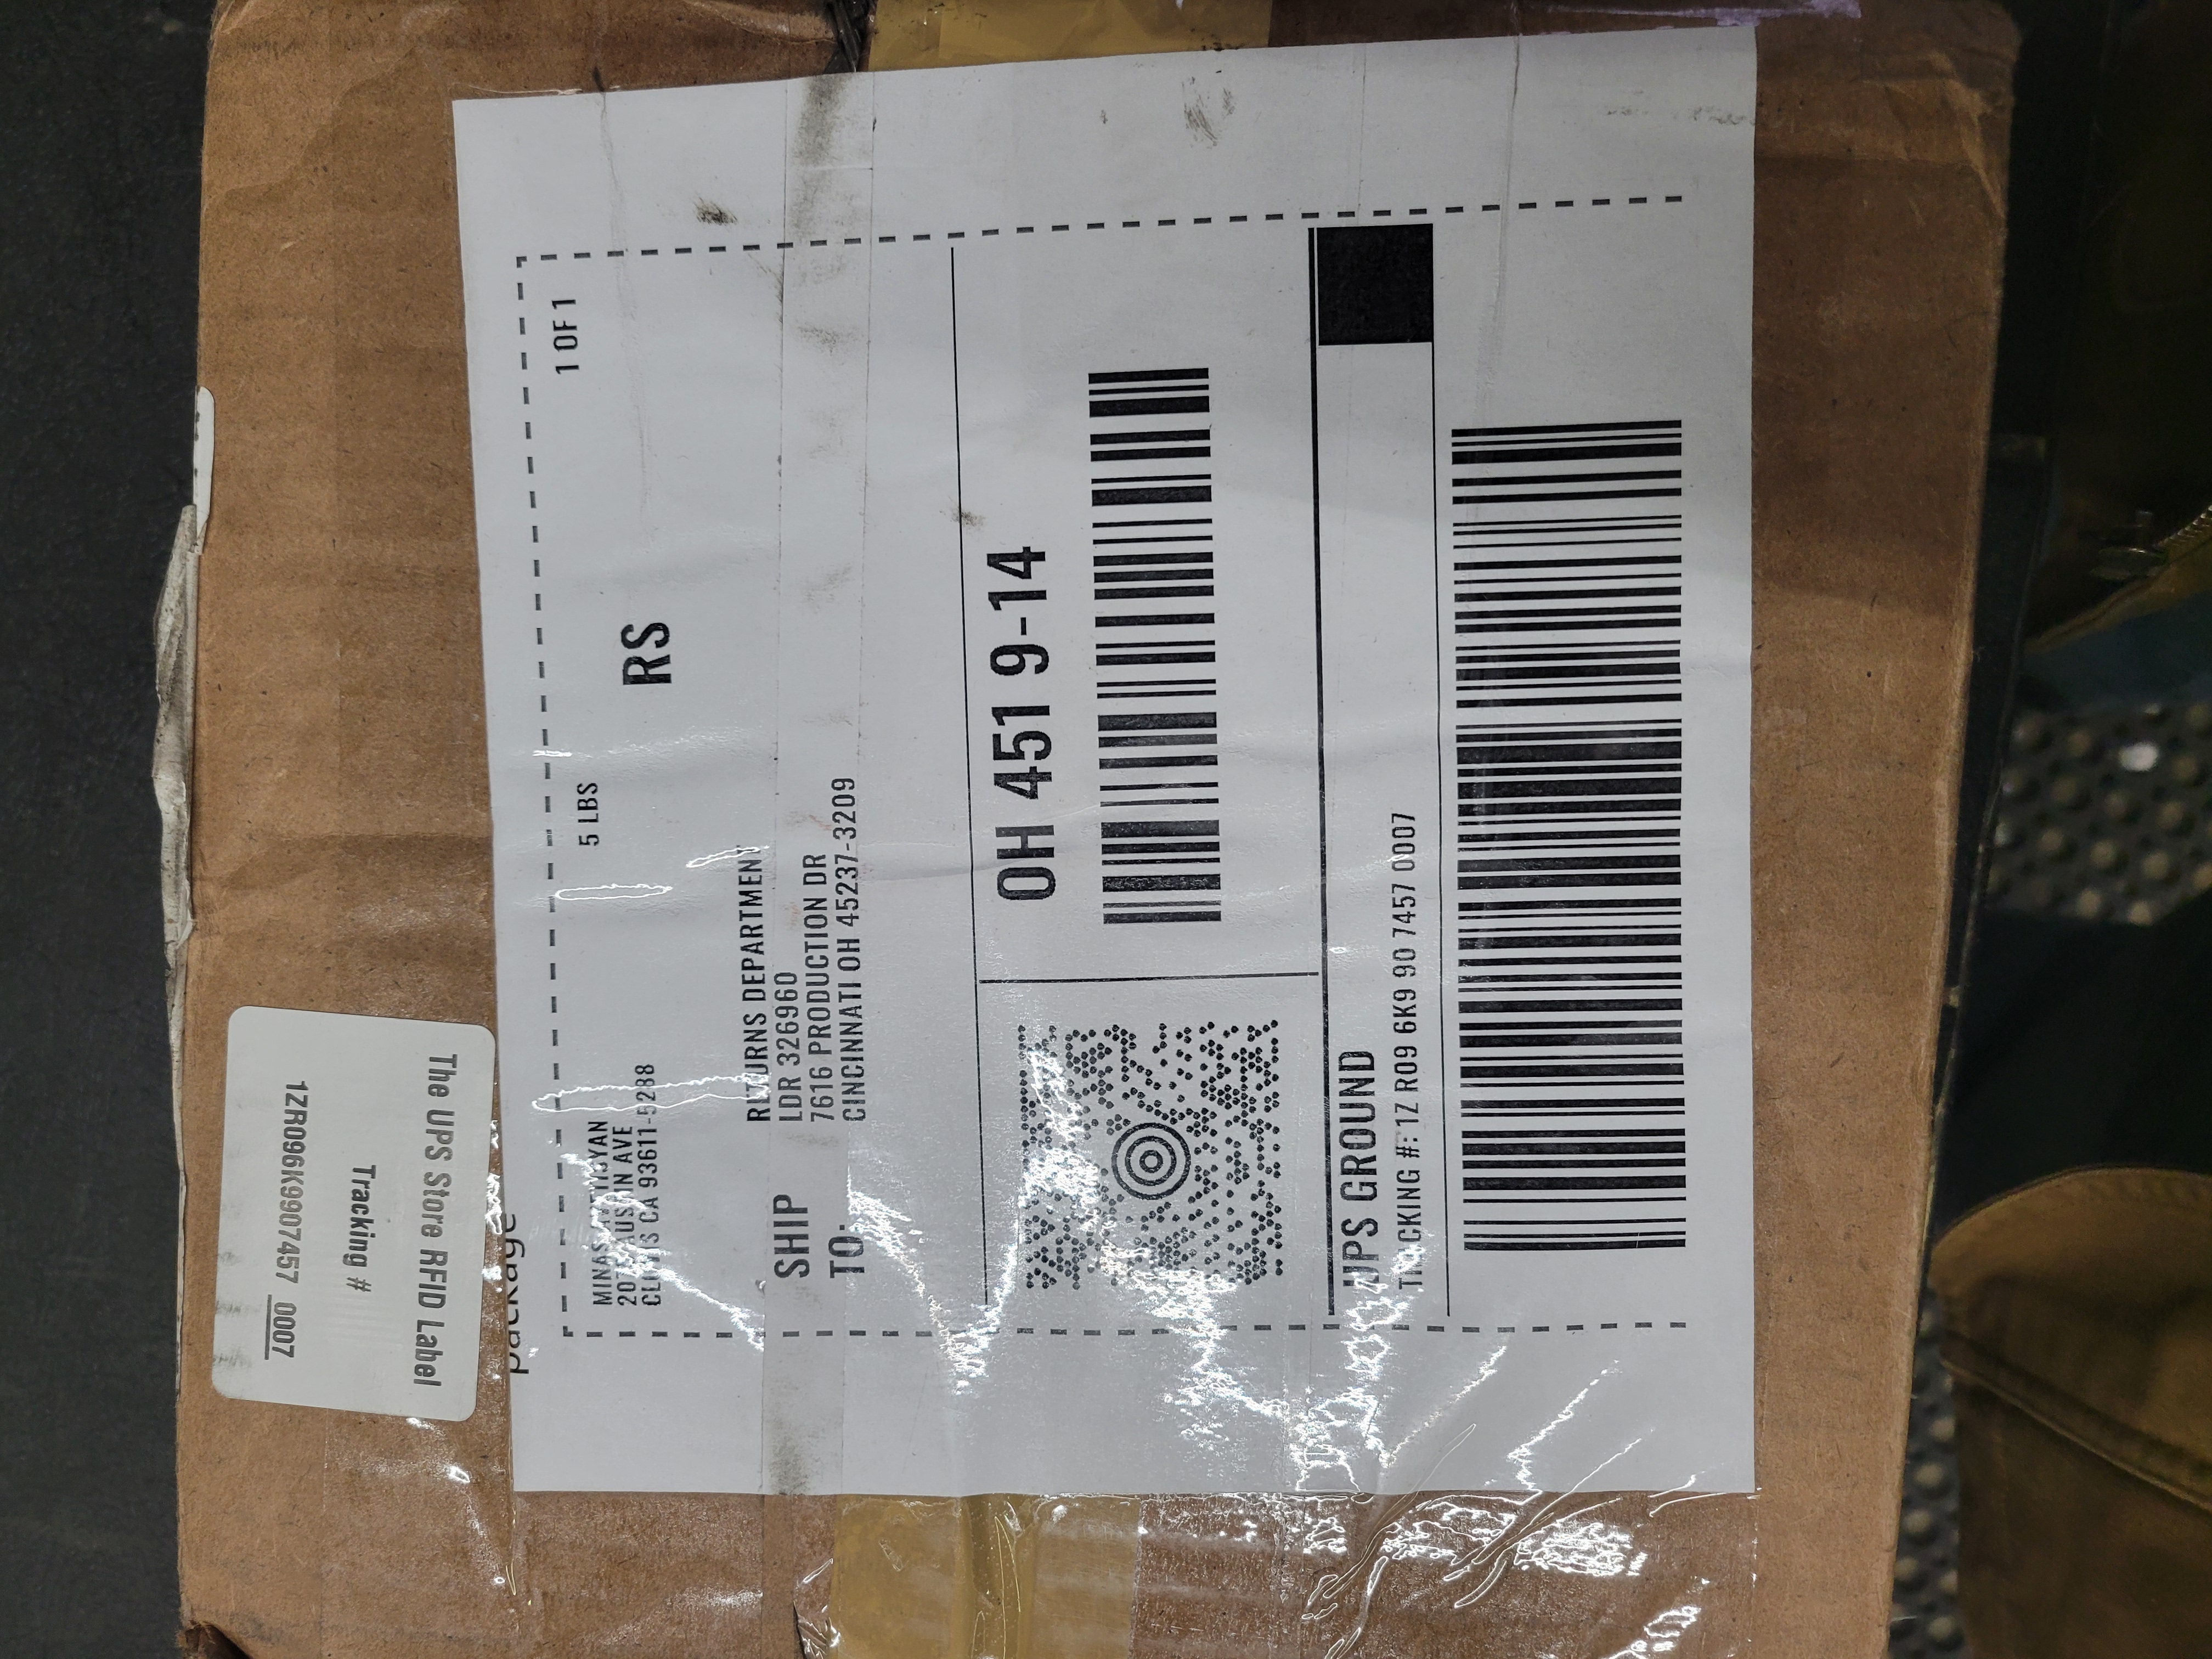 The UPS Store RFID Label
Tracking #
1ZR096K9907457 0007
package
5 LBS
1 OF 1
RS
MINAS
AUSTIN AVE
CA 93611-5288
SHIP
TO:
RETURNS DEPARTMENT
LDR 326960
7616 PRODUCTION DR
CINCINNATI OH 45237-3209
OH 451 9-14
UPS GROUND
TRACKING #: 1Z R09 6K9 90 7457 0007